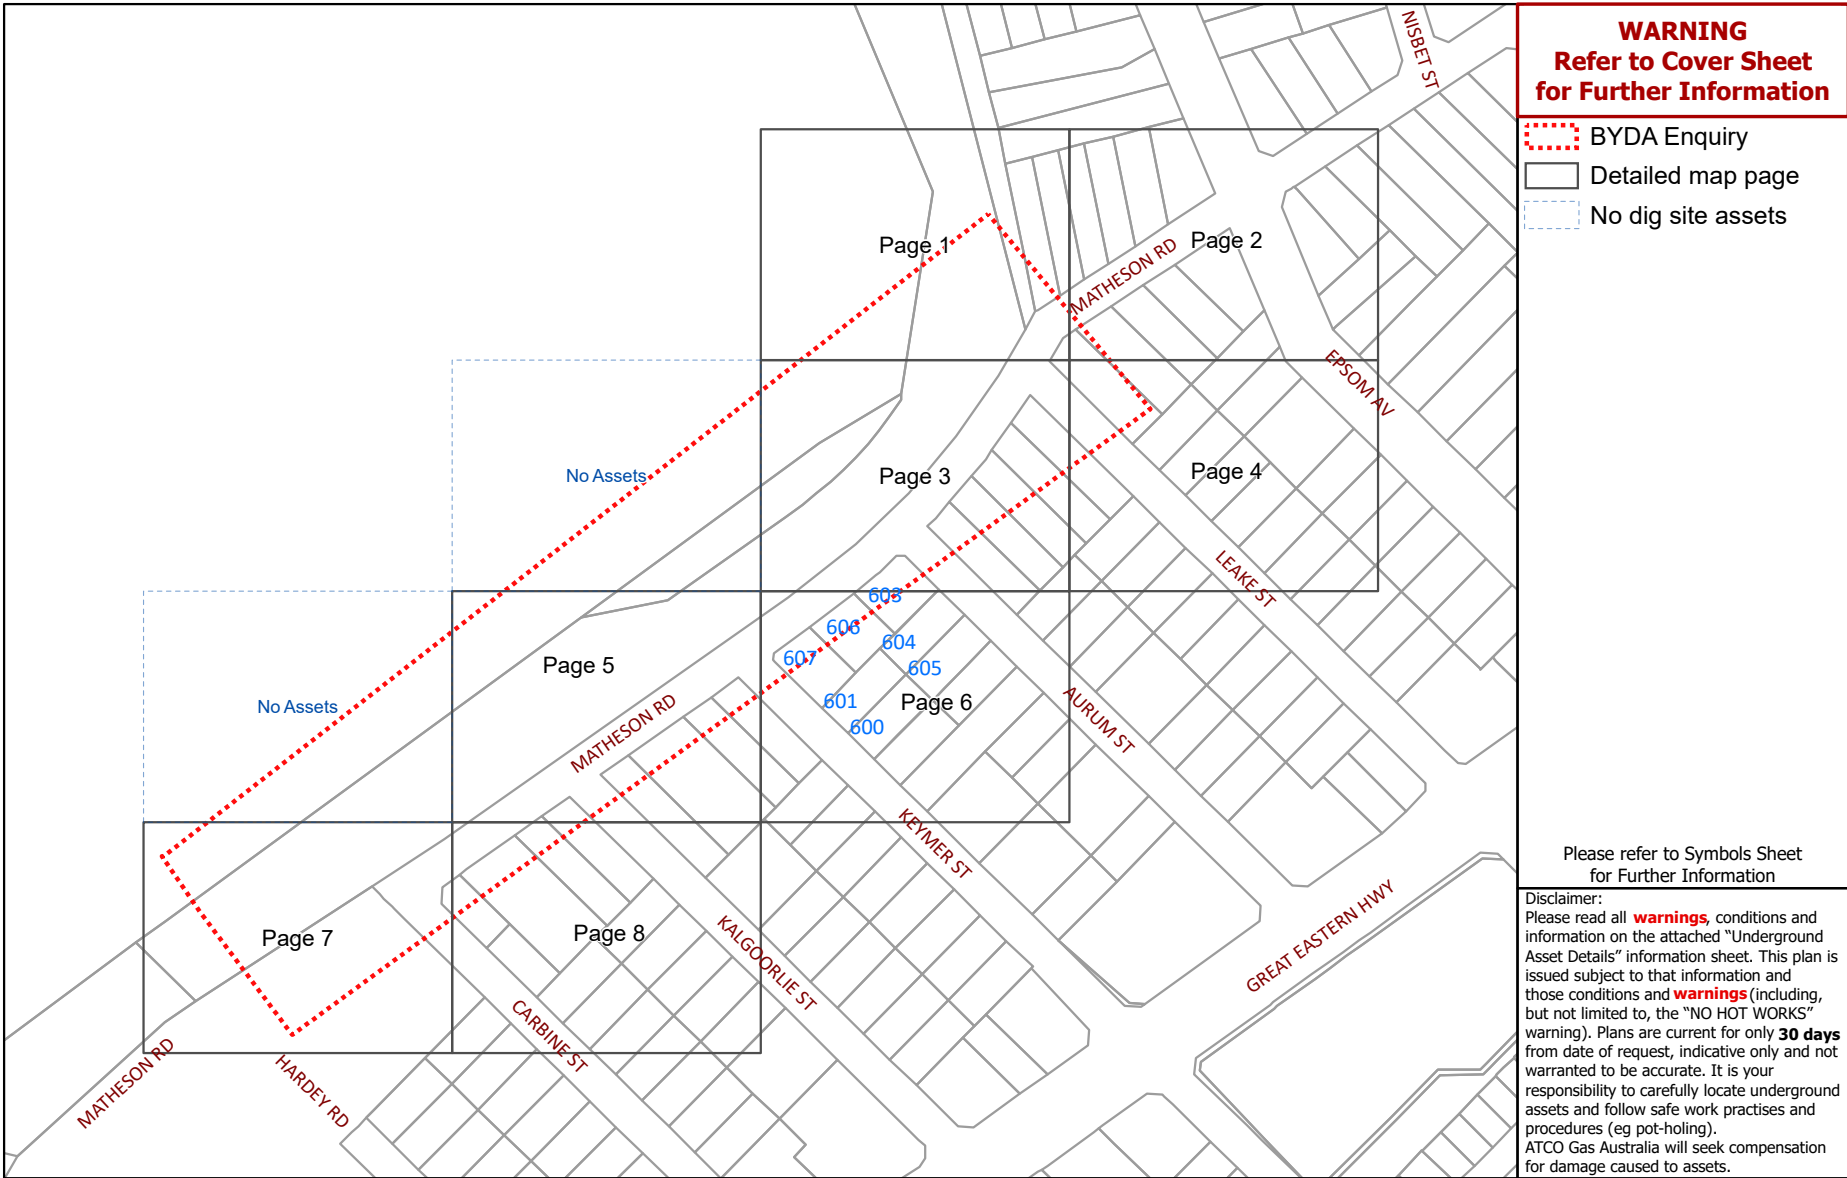 NISBET ST
Page 1
Page 2
MATHESON RD
EPSOM AV
No Assets
Page 3
Page 4
LEAKE ST
603
606
604
607
605
Page 5
601
Page 6
600
No Assets
MATHESON RD
AURUM ST
KEYMER ST
Page 7
Page 8
KALGOORLIE ST
GREAT EASTERN HWY
CARBINE ST
MATHESON RD
HARDEY RD
WARNING
Refer to Cover Sheet
for Further Information
BYDA Enquiry
Detailed map page
No dig site assets
Please refer to Symbols Sheet
for Further Information
Disclaimer:
Please read all warnings, conditions and
information on the attached “Underground
Asset Details” information sheet. This plan is
issued subject to that information and
those conditions and warnings (including,
but not limited to, the “NO HOT WORKS”
warning). Plans are current for only 30 days
from date of request, indicative only and not
warranted to be accurate. It is your
responsibility to carefully locate underground
assets and follow safe work practises and
procedures (eg pot-holing).
ATCO Gas Australia will seek compensation
for damage caused to assets.